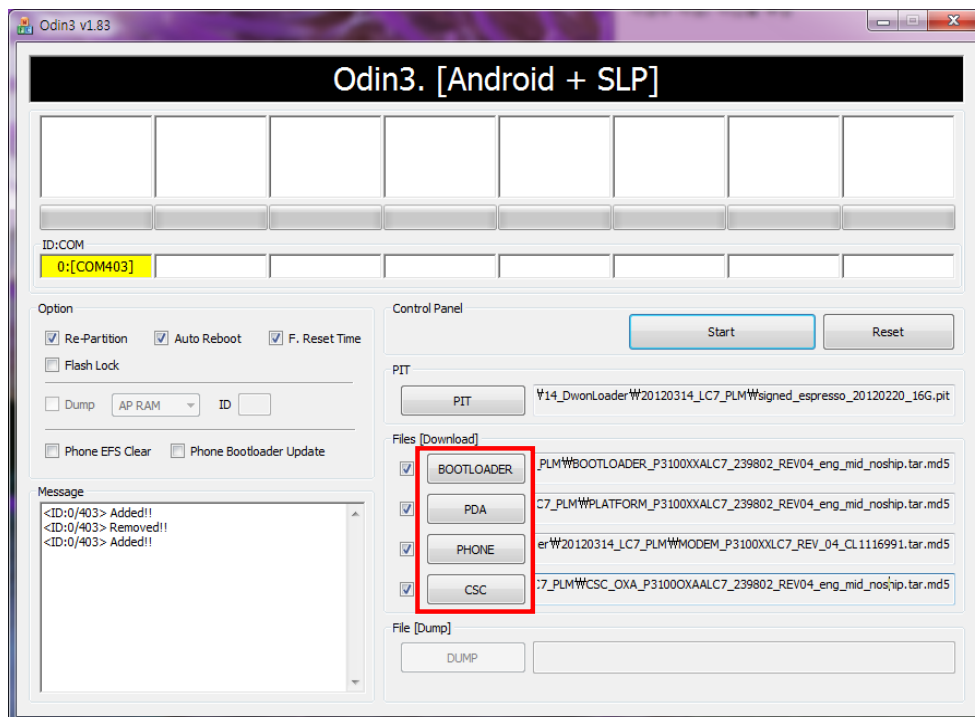 Odin3 v1.83
Odin3. [Android + SLP]
ID:COM
0:[COM403]
Option
Re-Partition Auto Reboot F. Reset Time
Flash Lock
Dump AP RAM ID
Phone EFS Clear Phone Bootloader Update
Message
<ID:0/403> Added!!
<ID:0/403> Removed!!
<ID:0/403> Added!!
Control Panel
Start Reset
PIT
PIT ₩14_DwonLoader₩20120314_LC7_PLM₩signed_espresso_20120220_16G.pit
Files [Download]
BOOTLOADER _PLM₩BOOTLOADER_P3100XXALC7_239802_REV04_eng_mid_noship.tar.md5
PDA C7_PLM₩PLATFORM_P3100XXALC7_239802_REV04_eng_mid_noship.tar.md5
PHONE er₩20120314_LC7_PLM₩MODEM_P3100XXLC7_REV_04_CL1116991.tar.md5
CSC C7_PLM₩CSC_OXA_P3100OXAALC7_239802_REV04_eng_mid_noship.tar.md5
File [Dump]
DUMP